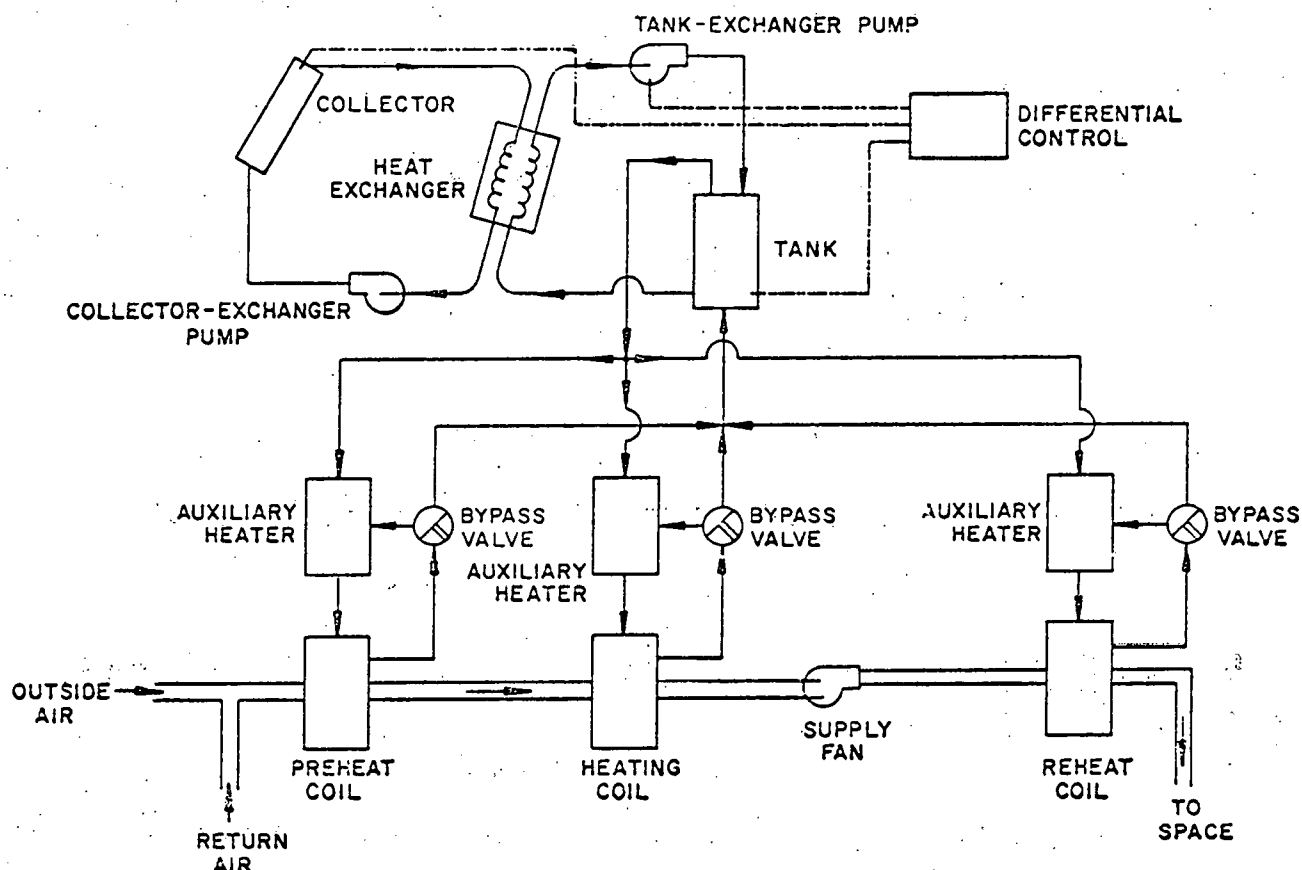 TANK-EXCHANGER PUMP
COLLECTOR
DIFFERENTIAL
CONTROL
HEAT
EXCHANGER
TANK
COLLECTOR-EXCHANGER
PUMP
AUXILIARY
HEATER
BYPASS
VALVE
AUXILIARY
HEATER
BYPASS
VALVE
AUXILIARY
HEATER
BYPASS
VALVE
OUTSIDE
AIR
SUPPLY
FAN
PREHEAT
COIL
HEATING
COIL
REHEAT
COIL
TO
SPACE
RETURN
AIR